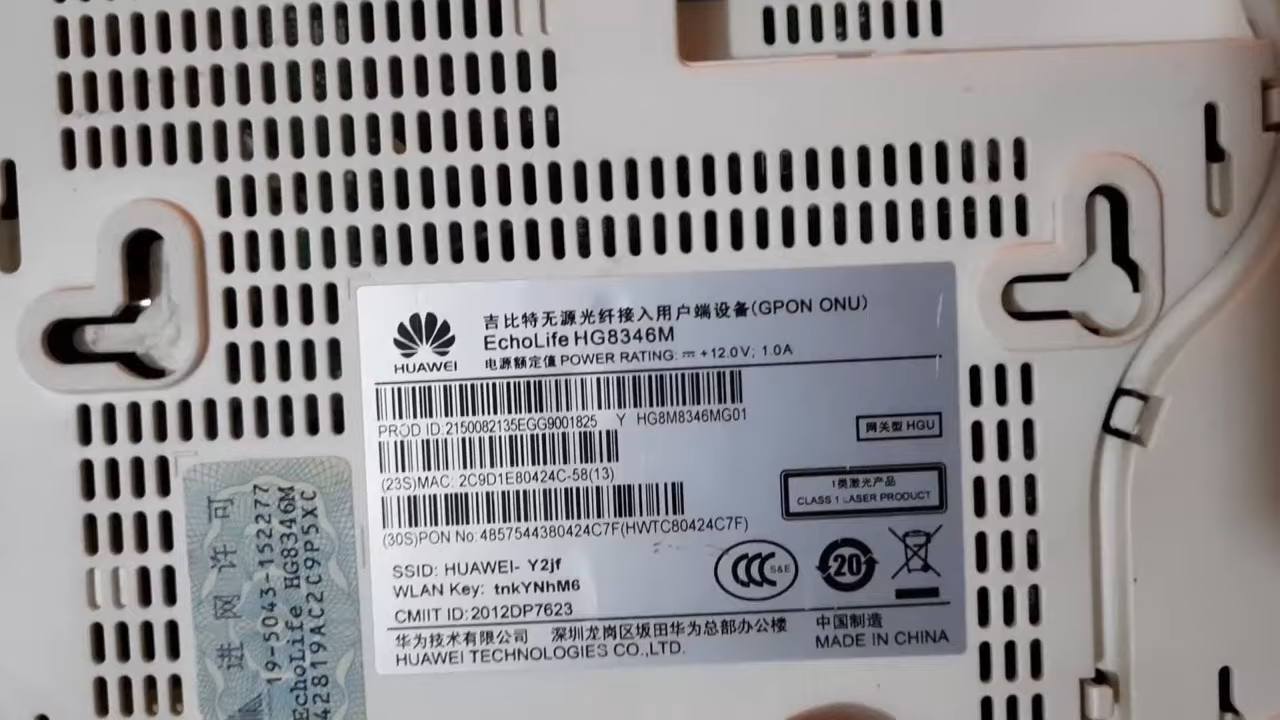 吉比特无源光纤接入用户端设备(GPON ONU)
EchoLife HG8346M
HUAWEI
电源额定值 POWER RATING: ⎓ +12.0V; 1.0A
PROD ID:2150082135EGG9001825 Y HG8M8346MG01
网关型 HGU
(23S)MAC: 2C9D1E80424C-58(13)
1类激光产品
CLASS 1 LASER PRODUCT
(30S)PON No:4857544380424C7F(HWTC80424C7F)
SSID: HUAWEI- Y2jf
WLAN Key: tnkYNhM6
CCC S&E
20
CMIIT ID:2012DP7623
华为技术有限公司 深圳龙岗区坂田华为总部办公楼
HUAWEI TECHNOLOGIES CO.,LTD.
中国制造
MADE IN CHINA
进网许可
19-5043-152277
EchoLife HG8346M
42819AC2C9P5XC